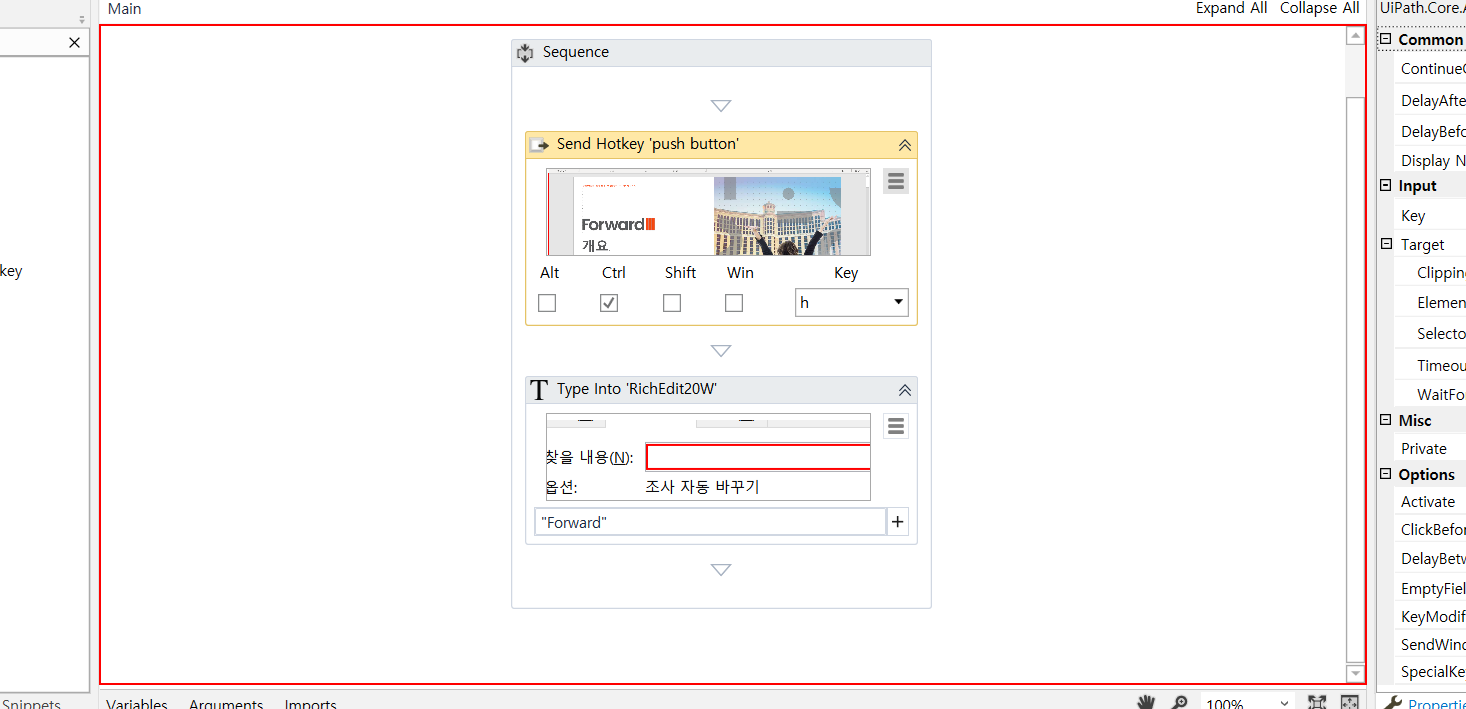 Main
Expand All Collapse All
Sequence
Send Hotkey 'push button'
Forward
개요
Alt Ctrl Shift Win Key
h
Type Into 'RichEdit20W'
찾을 내용(N):
옵션:
조사 자동 바꾸기
"Forward"
+
key
Snippets
Variables Arguments Imports
100%
UiPath.Core.A
Common
ContinueO
DelayAfte
DelayBefo
Display N
Input
Key
Target
Clipping
Elemen
Selecto
Timeou
WaitFo
Misc
Private
Options
Activate
ClickBefor
DelayBetw
EmptyFiel
KeyModif
SendWind
SpecialKe
Propertie